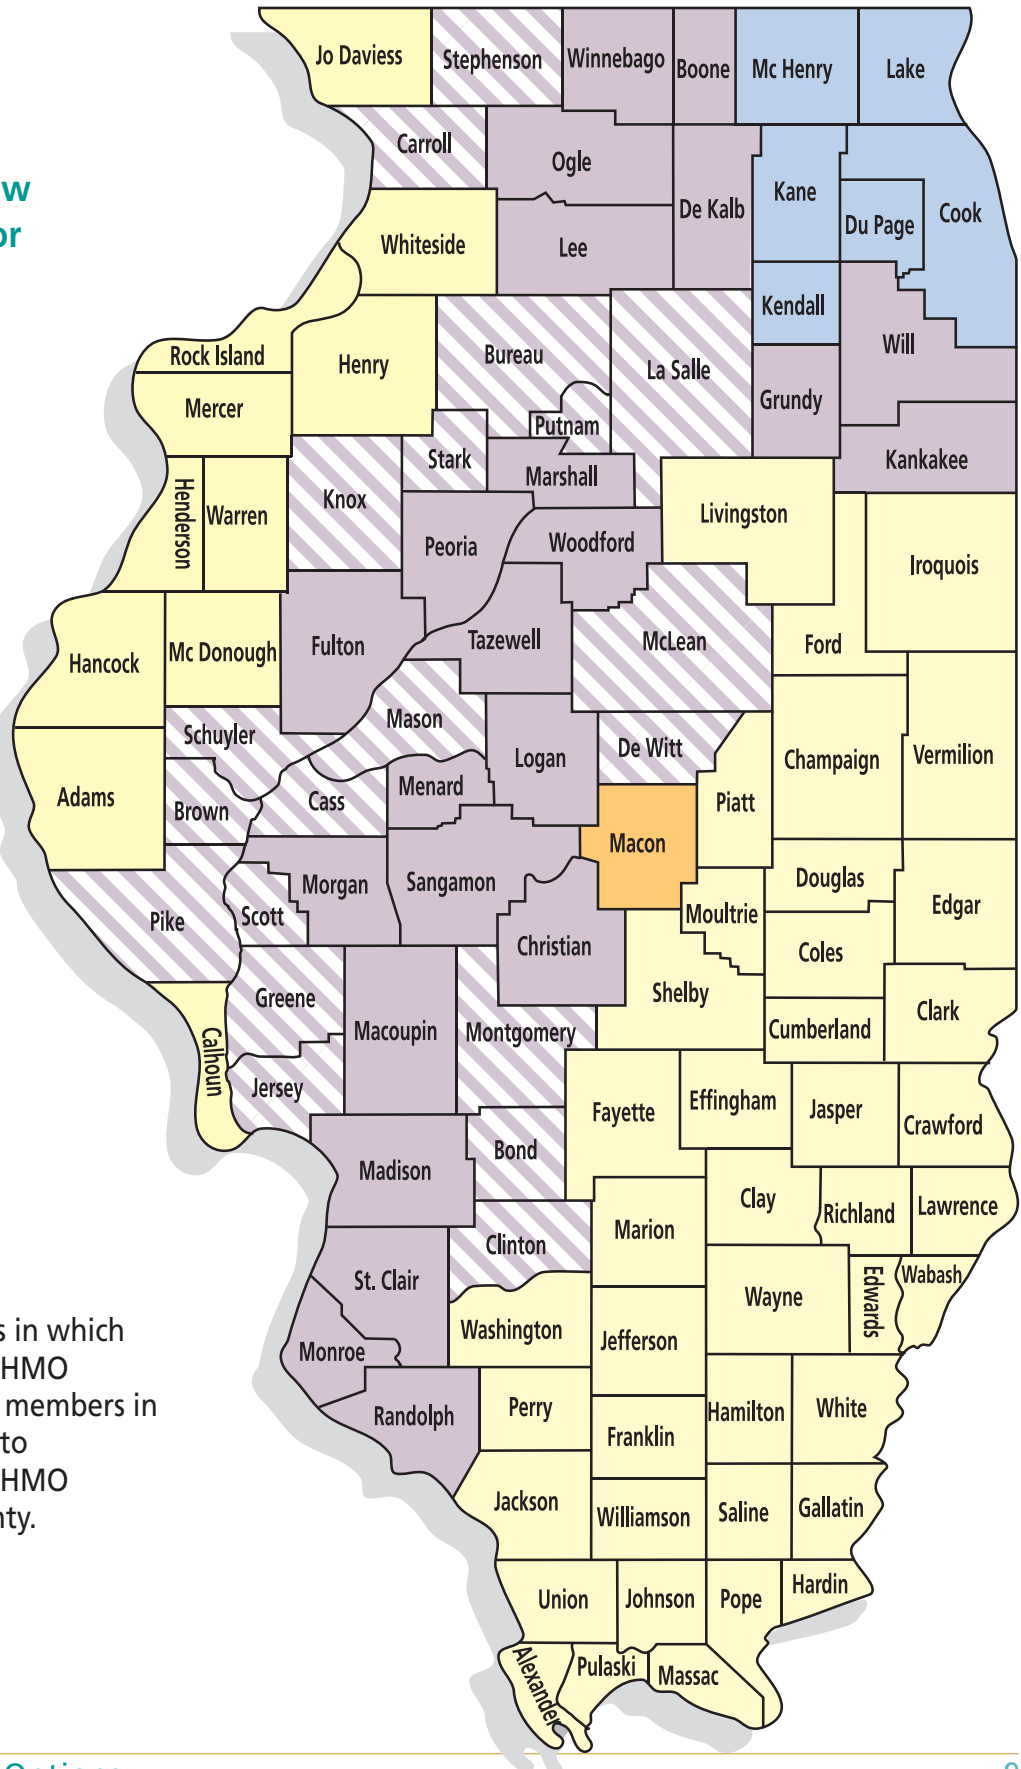 Jo Daviess
Stephenson
Winnebago
Boone
Mc Henry
Lake
Carroll
Ogle
w
or
Kane
De Kalb
Du Page
Cook
Whiteside
Lee
Kendall
Will
Rock Island
Henry
Bureau
La Salle
Grundy
Mercer
Putnam
Stark
Marshall
Kankakee
Henderson
Warren
Knox
Livingston
Peoria
Woodford
Iroquois
Hancock
Mc Donough
Fulton
Tazewell
McLean
Ford
Schuyler
Mason
Logan
De Witt
Champaign
Vermilion
Adams
Brown
Cass
Menard
Piatt
Macon
Pike
Scott
Morgan
Sangamon
Douglas
Edgar
Moultrie
Christian
Coles
Greene
Shelby
Macoupin
Montgomery
Cumberland
Clark
Calhoun
Jersey
Fayette
Effingham
Jasper
Crawford
Madison
Bond
Clay
Richland
Lawrence
Marion
Clinton
St. Clair
Wayne
Edwards
Wabash
s in which
Washington
Jefferson
Monroe
HMO
members in
Randolph
Perry
Franklin
Hamilton
White
to
HMO
Jackson
Williamson
Saline
Gallatin
nty.
Union
Johnson
Pope
Hardin
Alexander
Pulaski
Massac
Options
9